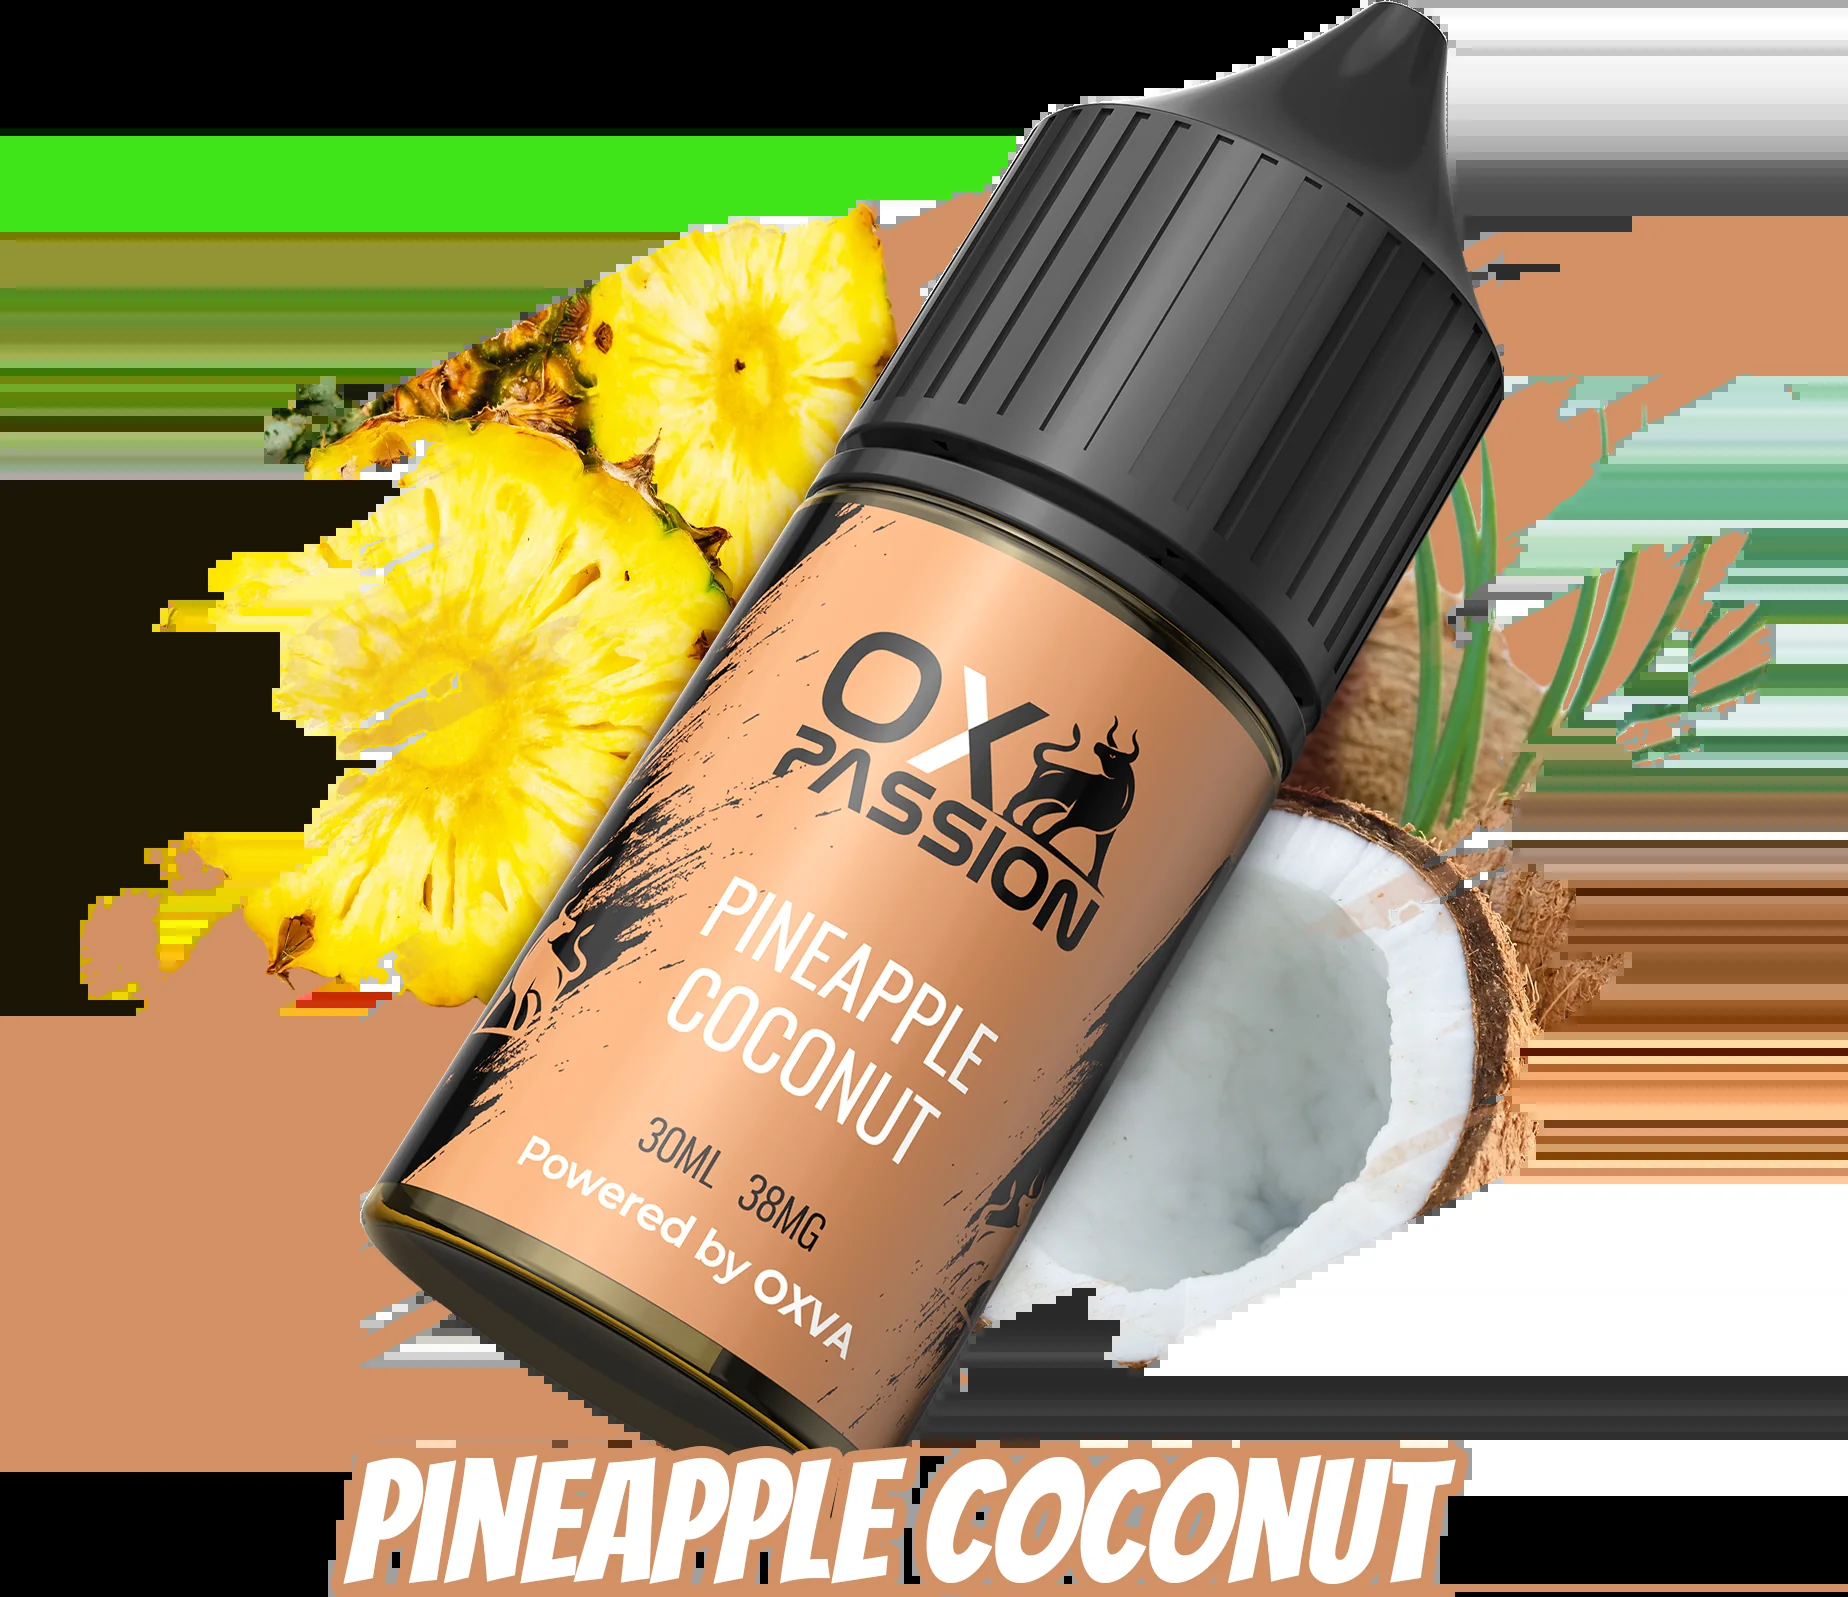 OX
PASSION
PINEAPPLE
COCONUT
30ML 38MG
Powered by OXVA
PINEAPPLE COCONUT